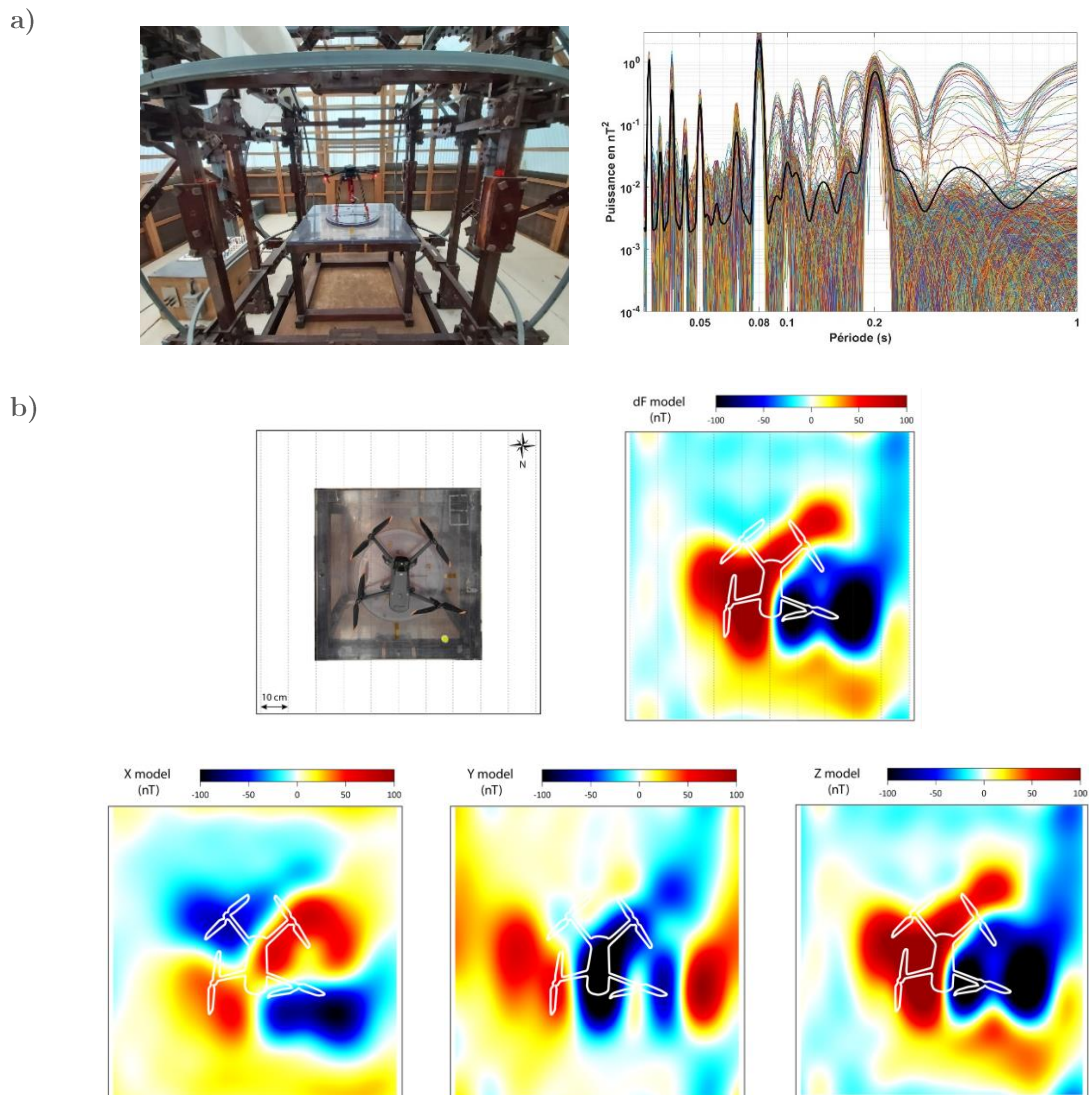 a)
Puissance en nT²
10⁰
10⁻¹
10⁻²
10⁻³
10⁻⁴
0.05 0.08 0.1 0.2 1
Période (s)
b)
N
10 cm
dF model
(nT)
-100 -50 0 50 100
X model
(nT)
-100 -50 0 50 100
Y model
(nT)
-100 -50 0 50 100
Z model
(nT)
-100 -50 0 50 100